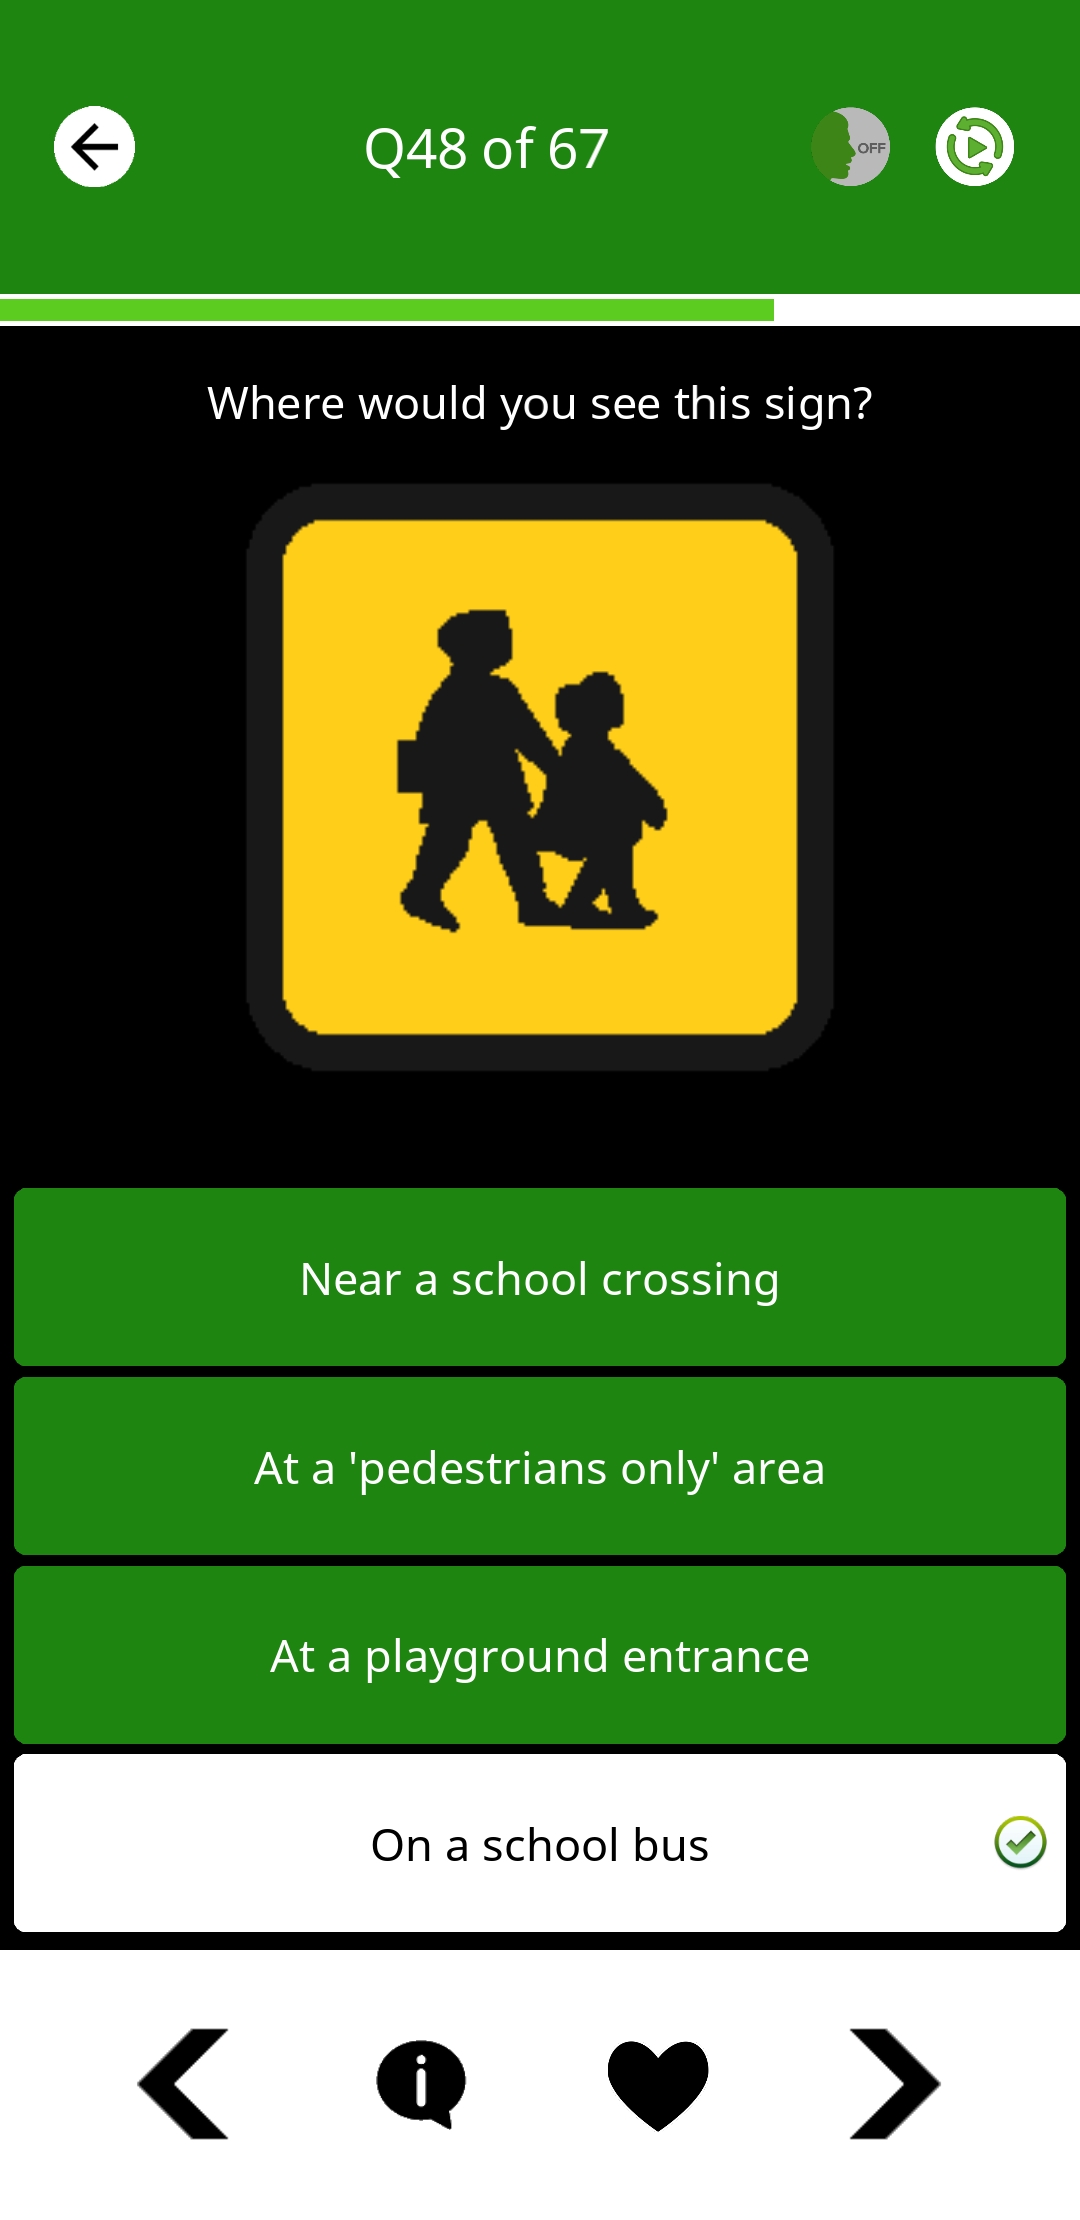 Q48 of 67
OFF
Where would you see this sign?
Near a school crossing
At a 'pedestrians only' area
At a playground entrance
On a school bus